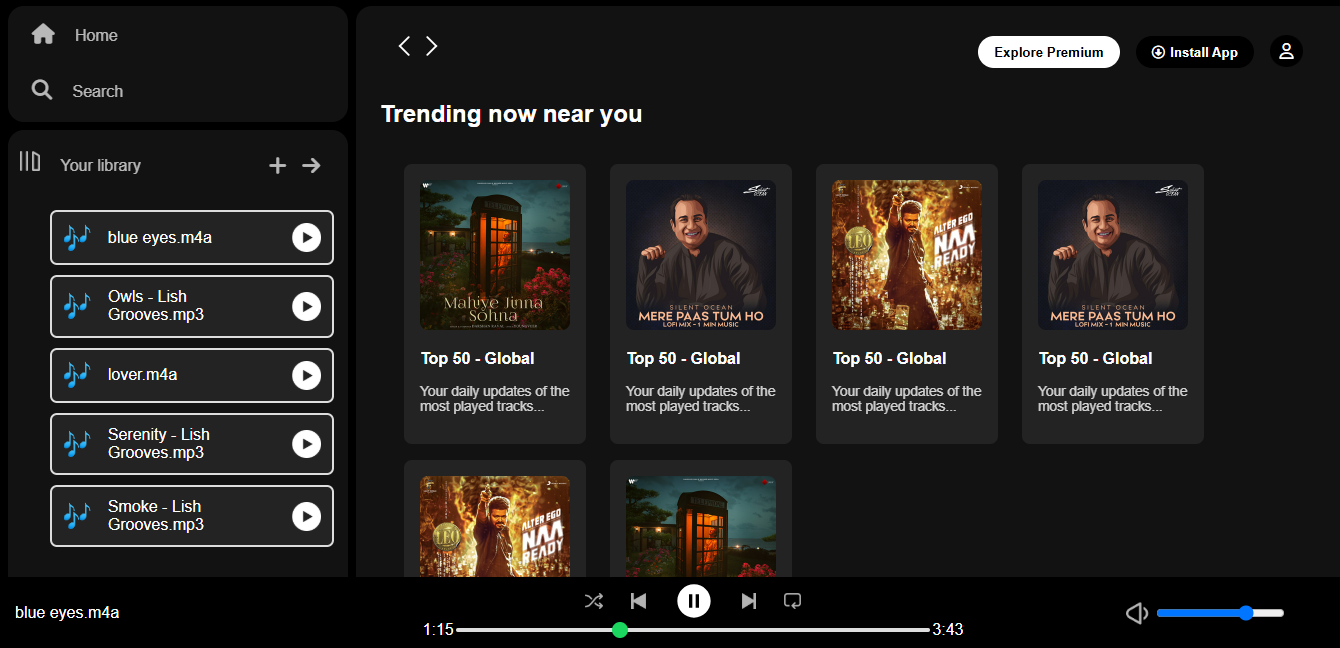 Home
Search
Your library
blue eyes.m4a
Owls - Lish
Grooves.mp3
lover.m4a
Serenity - Lish
Grooves.mp3
Smoke - Lish
Grooves.mp3
Explore Premium
Install App
Trending now near you
Mahiye Jinna
Sohna
Top 50 - Global
Your daily updates of the
most played tracks...
Silent
Ocean
SILENT OCEAN
MERE PAAS TUM HO
LOFI MIX - 1 MIN MUSIC
Top 50 - Global
Your daily updates of the
most played tracks...
LEO
ALTER EGO
NAA
READY
Top 50 - Global
Your daily updates of the
most played tracks...
Silent
Ocean
SILENT OCEAN
MERE PAAS TUM HO
LOFI MIX - 1 MIN MUSIC
Top 50 - Global
Your daily updates of the
most played tracks...
LEO
ALTER EGO
NAA
READY
blue eyes.m4a
1:15
3:43